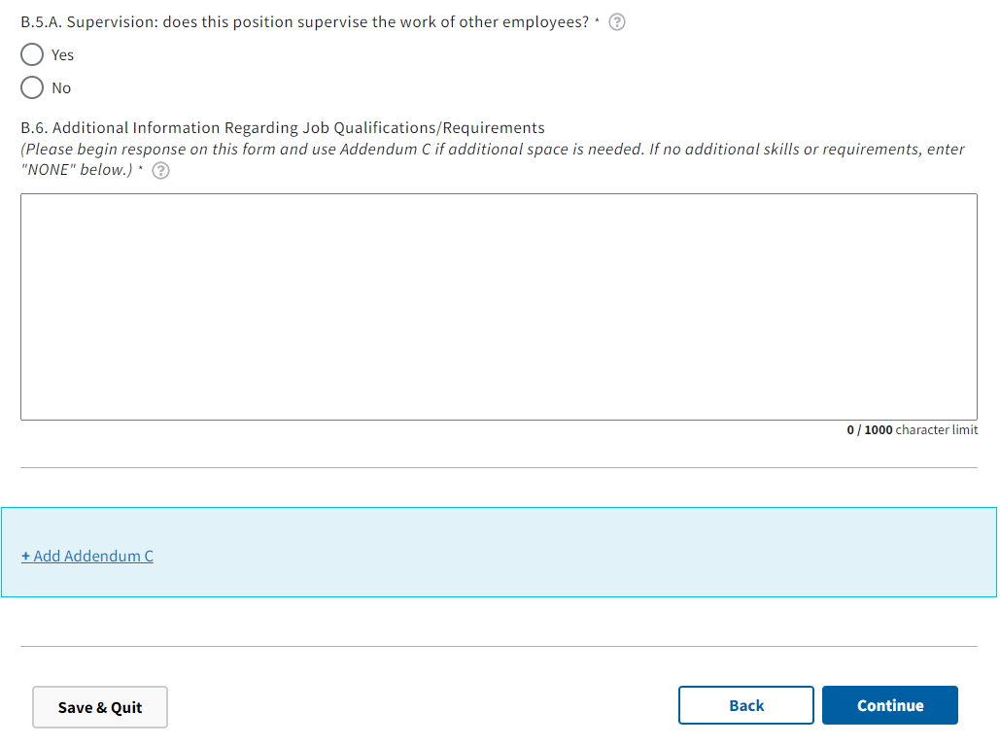 B.5.A. Supervision: does this position supervise the work of other employees? * ?
Yes
No
B.6. Additional Information Regarding Job Qualifications/Requirements
(Please begin response on this form and use Addendum C if additional space is needed. If no additional skills or requirements, enter
"NONE" below.) * ?
0 / 1000 character limit
+ Add Addendum C
Save & Quit
Back
Continue